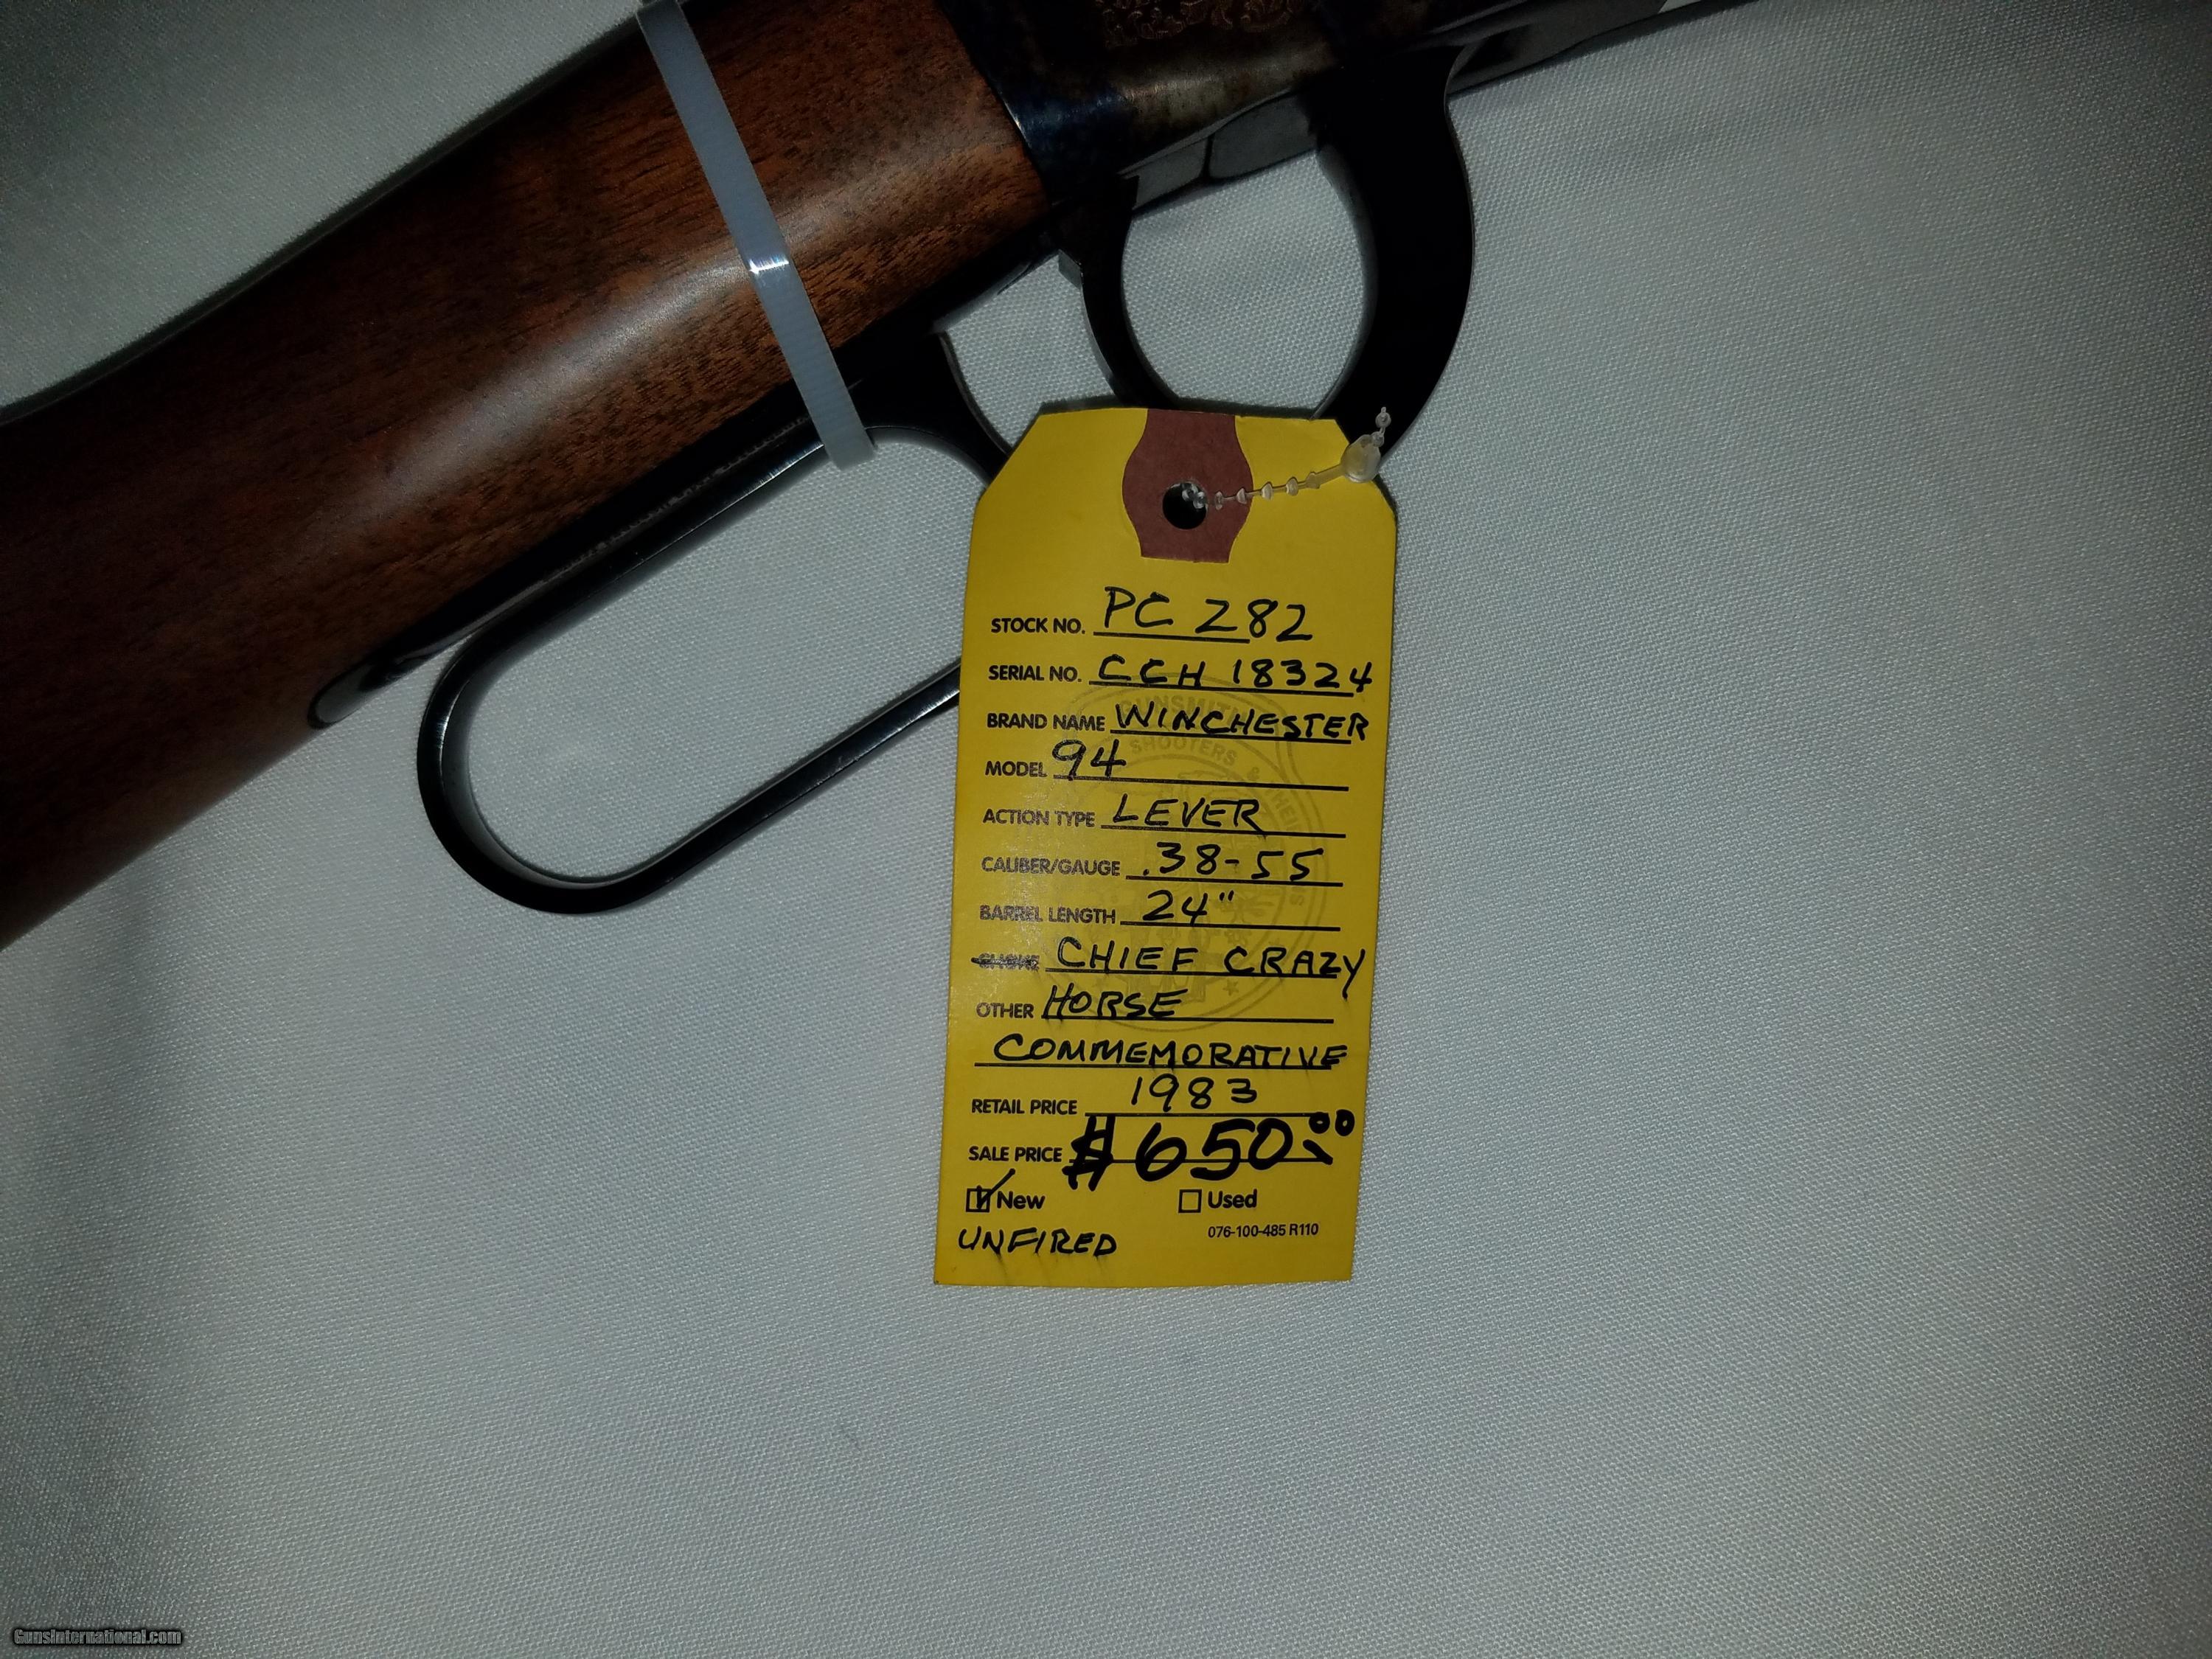 STOCK NO. PC 282
SERIAL NO. CCH 18324
GUNSMITH
BRAND NAME WINCHESTER
SHOOTERS &
MODEL 94
ACTION TYPE LEVER
CALIBER/GAUGE .38-55
BARREL LENGTH 24"
CHIEF CRAZY
OTHER HORSE
COMMEMORATIVE
RETAIL PRICE 1983
SALE PRICE $650.00
New Used
UNFIRED 076-100-485 R110
GunsInternational.com